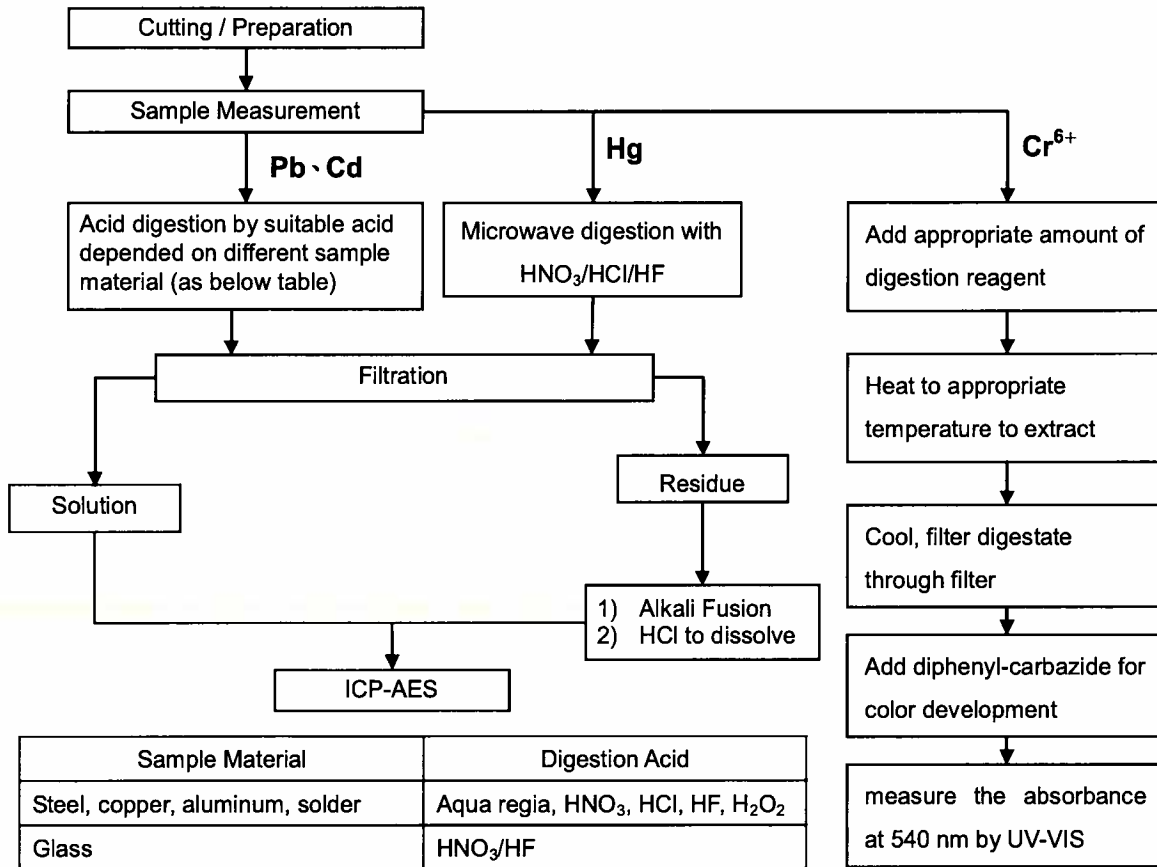 Cutting / Preparation
Sample Measurement
Pb、Cd
Hg
Cr⁶⁺
Acid digestion by suitable acid
depended on different sample
material (as below table)
Microwave digestion with
HNO₃/HCl/HF
Add appropriate amount of
digestion reagent
Filtration
Heat to appropriate
temperature to extract
Solution
Residue
Cool, filter digestate
through filter
1) Alkali Fusion
2) HCl to dissolve
ICP-AES
Add diphenyl-carbazide for
color development
Sample Material Digestion Acid
Steel, copper, aluminum, solder Aqua regia, HNO₃, HCl, HF, H₂O₂
Glass HNO₃/HF
measure the absorbance
at 540 nm by UV-VIS